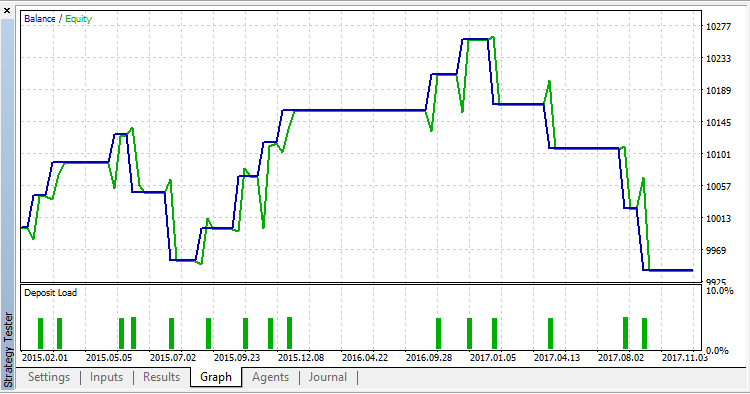 Balance / Equity
10277
10233
10189
10145
10101
10057
10013
9969
9925
Deposit Load
10.0%
0.0%
2015.02.01 2015.05.05 2015.07.02 2015.09.23 2015.12.08 2016.04.22 2016.09.28 2017.01.05 2017.04.13 2017.08.02 2017.11.03
Strategy Tester
Settings Inputs Results Graph Agents Journal